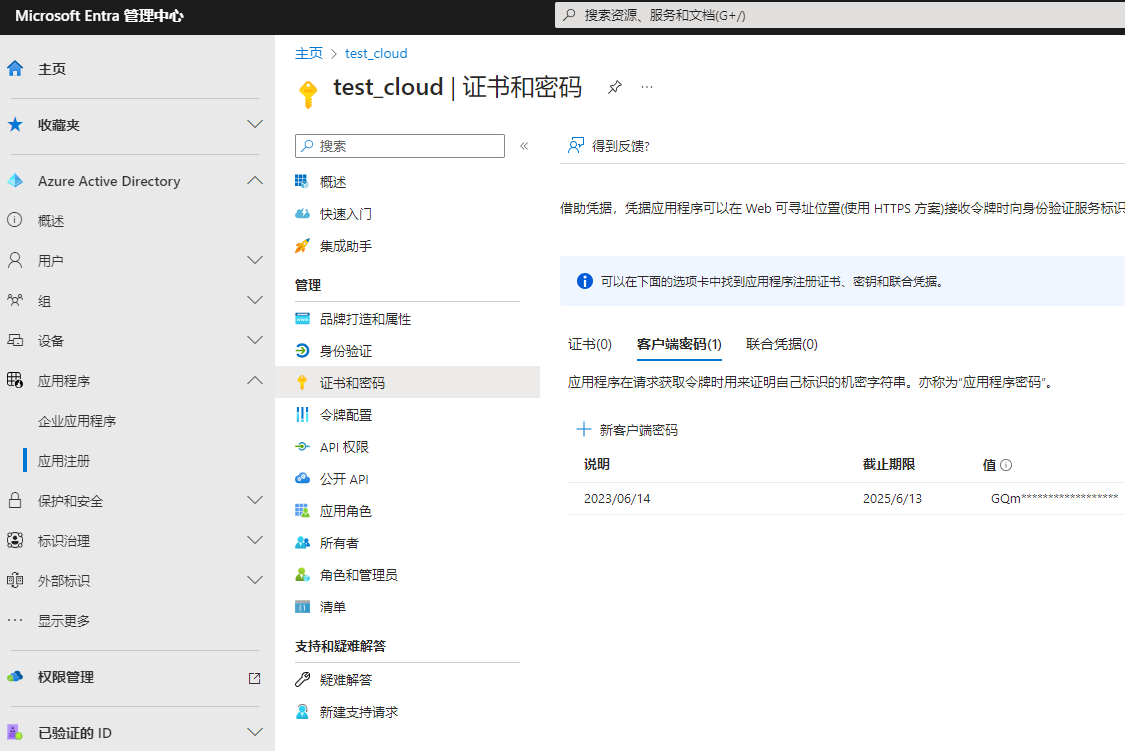 Microsoft Entra 管理中心
搜索资源、服务和文档(G+/)
主页
收藏夹
Azure Active Directory
概述
用户
组
设备
应用程序
企业应用程序
应用注册
保护和安全
标识治理
外部标识
显示更多
权限管理
已验证的 ID
主页 > test_cloud
test_cloud | 证书和密码
搜索
概述
快速入门
集成助手
管理
品牌打造和属性
身份验证
证书和密码
令牌配置
API 权限
公开 API
应用角色
所有者
角色和管理员
清单
支持和疑难解答
疑难解答
新建支持请求
得到反馈?
借助凭据，凭据应用程序可以在 Web 可寻址位置(使用 HTTPS 方案)接收令牌时向身份验证服务标识
可以在下面的选项卡中找到应用程序注册证书、密钥和联合凭据。
证书(0) 客户端密码(1) 联合凭据(0)
应用程序在请求获取令牌时用来证明自己标识的机密字符串。亦称为"应用程序密码"。
新客户端密码
说明 截止期限 值
2023/06/14 2025/6/13 GQm******************